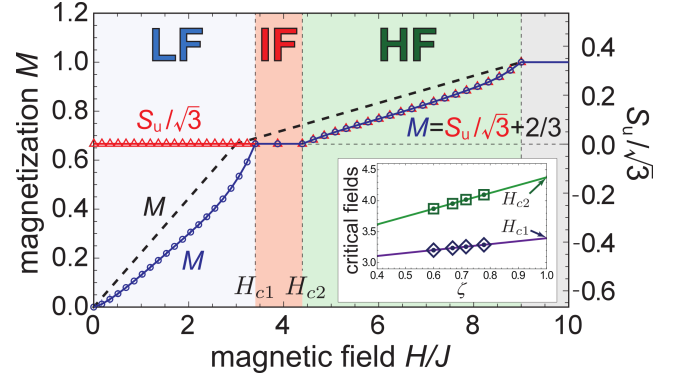 LF IF HF
magnetization M
1.2
1.0
0.8
0.6
0.4
0.2
0.0
S_u/√3
M
M
H_c1 H_c2
M=S_u/√3+2/3
0.4
0.2
0.0
-0.2
-0.4
-0.6
S_u/√3
critical fields
4.5
4.0
3.5
3.0
H_c2
H_c1
0.4 0.5 0.6 0.7 0.8 0.9 1.0
ζ
0 2 4 6 8 10
magnetic field H/J